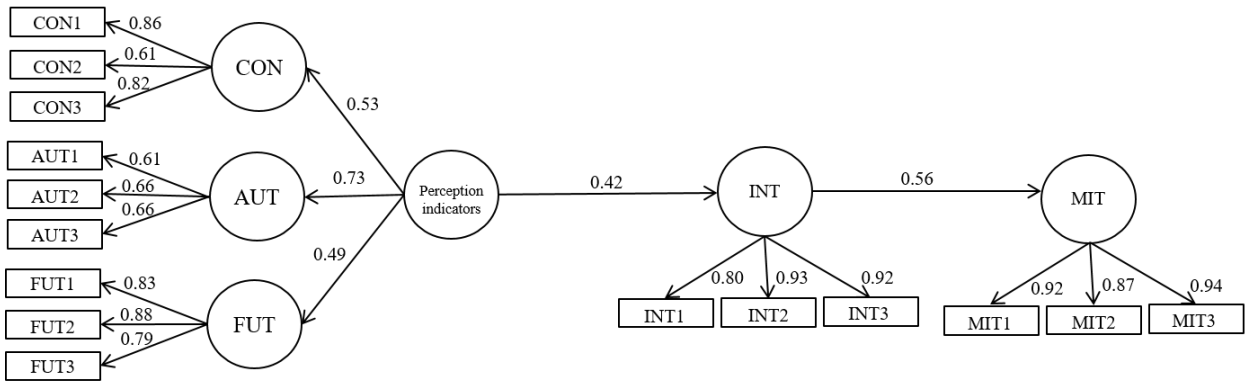 CON1
0.86
CON2
0.61
CON3
0.82
CON
0.53
AUT1
0.61
AUT2
0.66
AUT3
0.66
AUT
0.73
Perception
indicators
0.42
INT
0.56
MIT
0.49
FUT1
0.83
FUT2
0.88
FUT3
0.79
FUT
0.80
0.93
0.92
INT1
INT2
INT3
0.92
0.87
0.94
MIT1
MIT2
MIT3